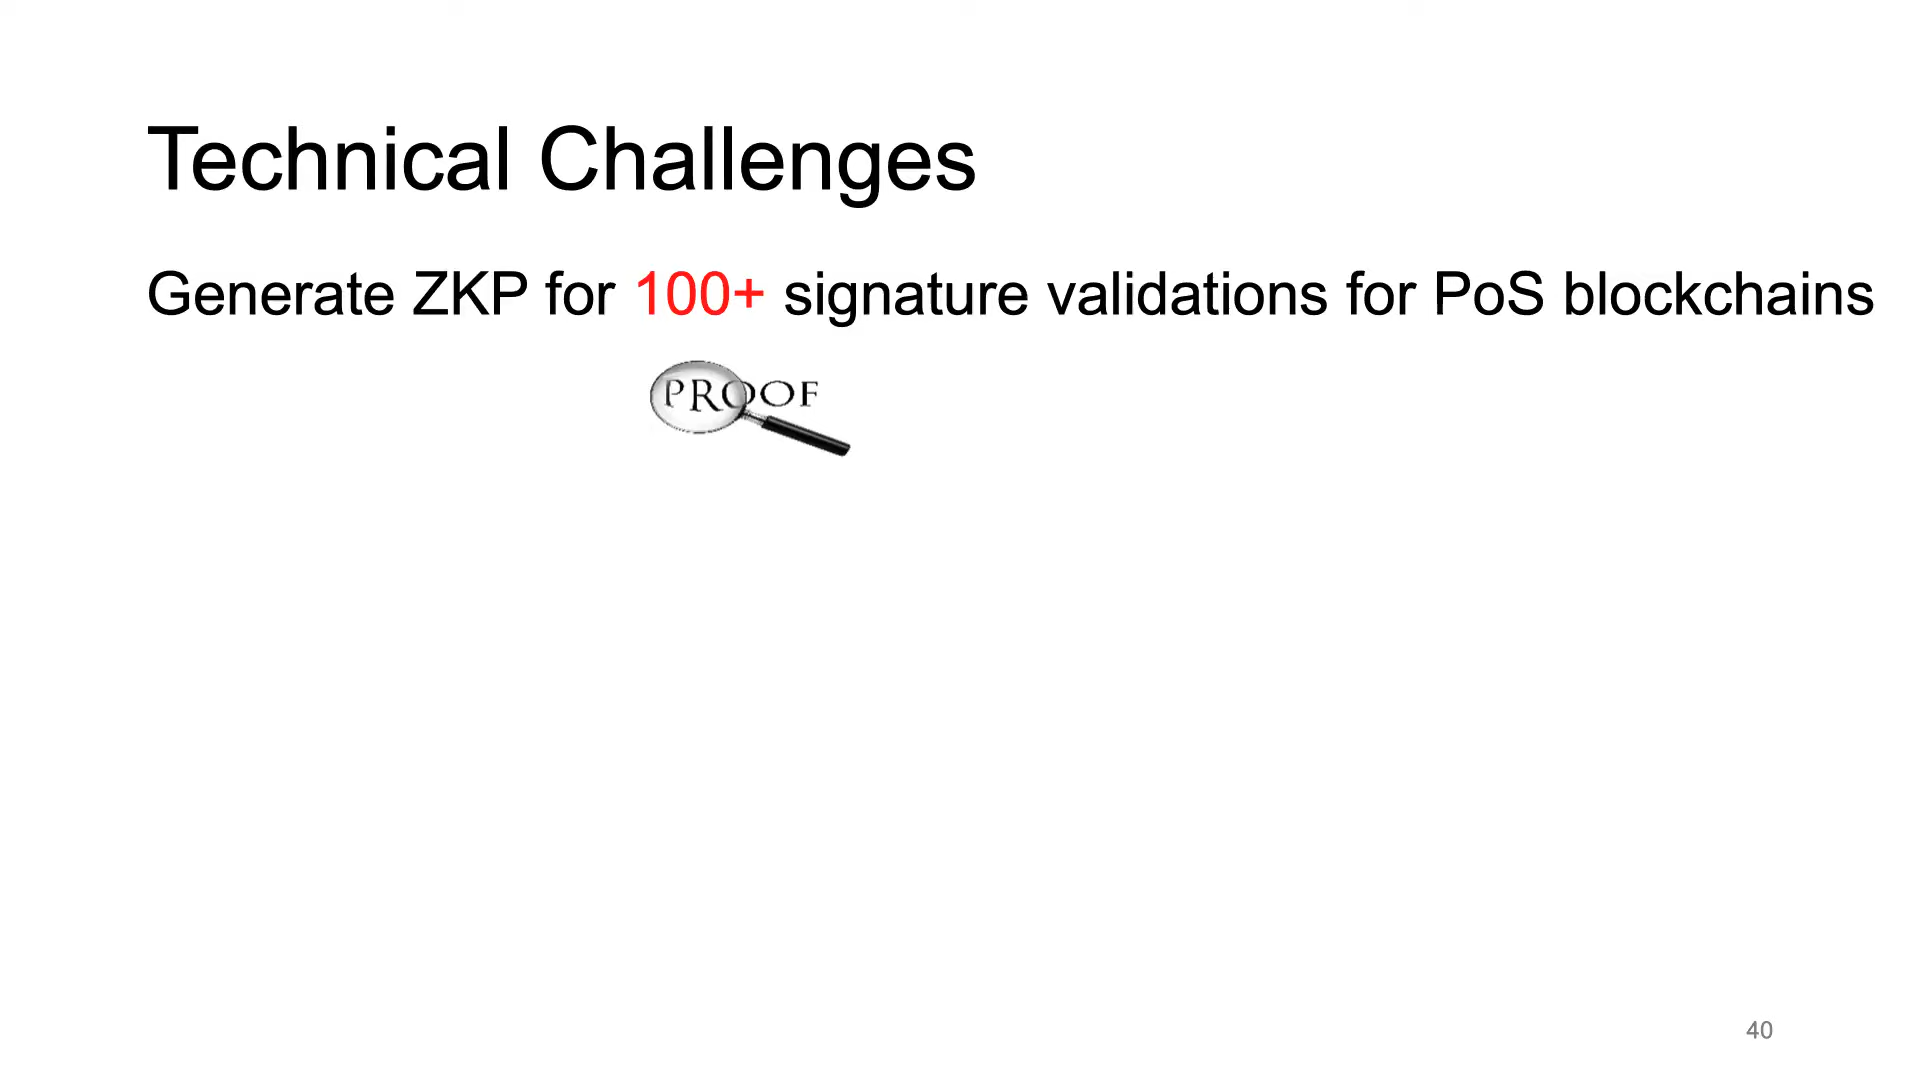 Technical Challenges
Generate ZKP for 100+ signature validations for PoS blockchains
PROOF
40